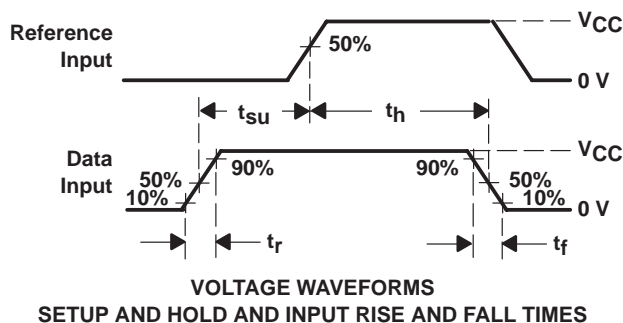 Reference
Input
VCC
50%
0 V
tsu
th
Data
Input
VCC
50%
10%
90%
90%
50%
10%
0 V
tr
tf
VOLTAGE WAVEFORMS
SETUP AND HOLD AND INPUT RISE AND FALL TIMES